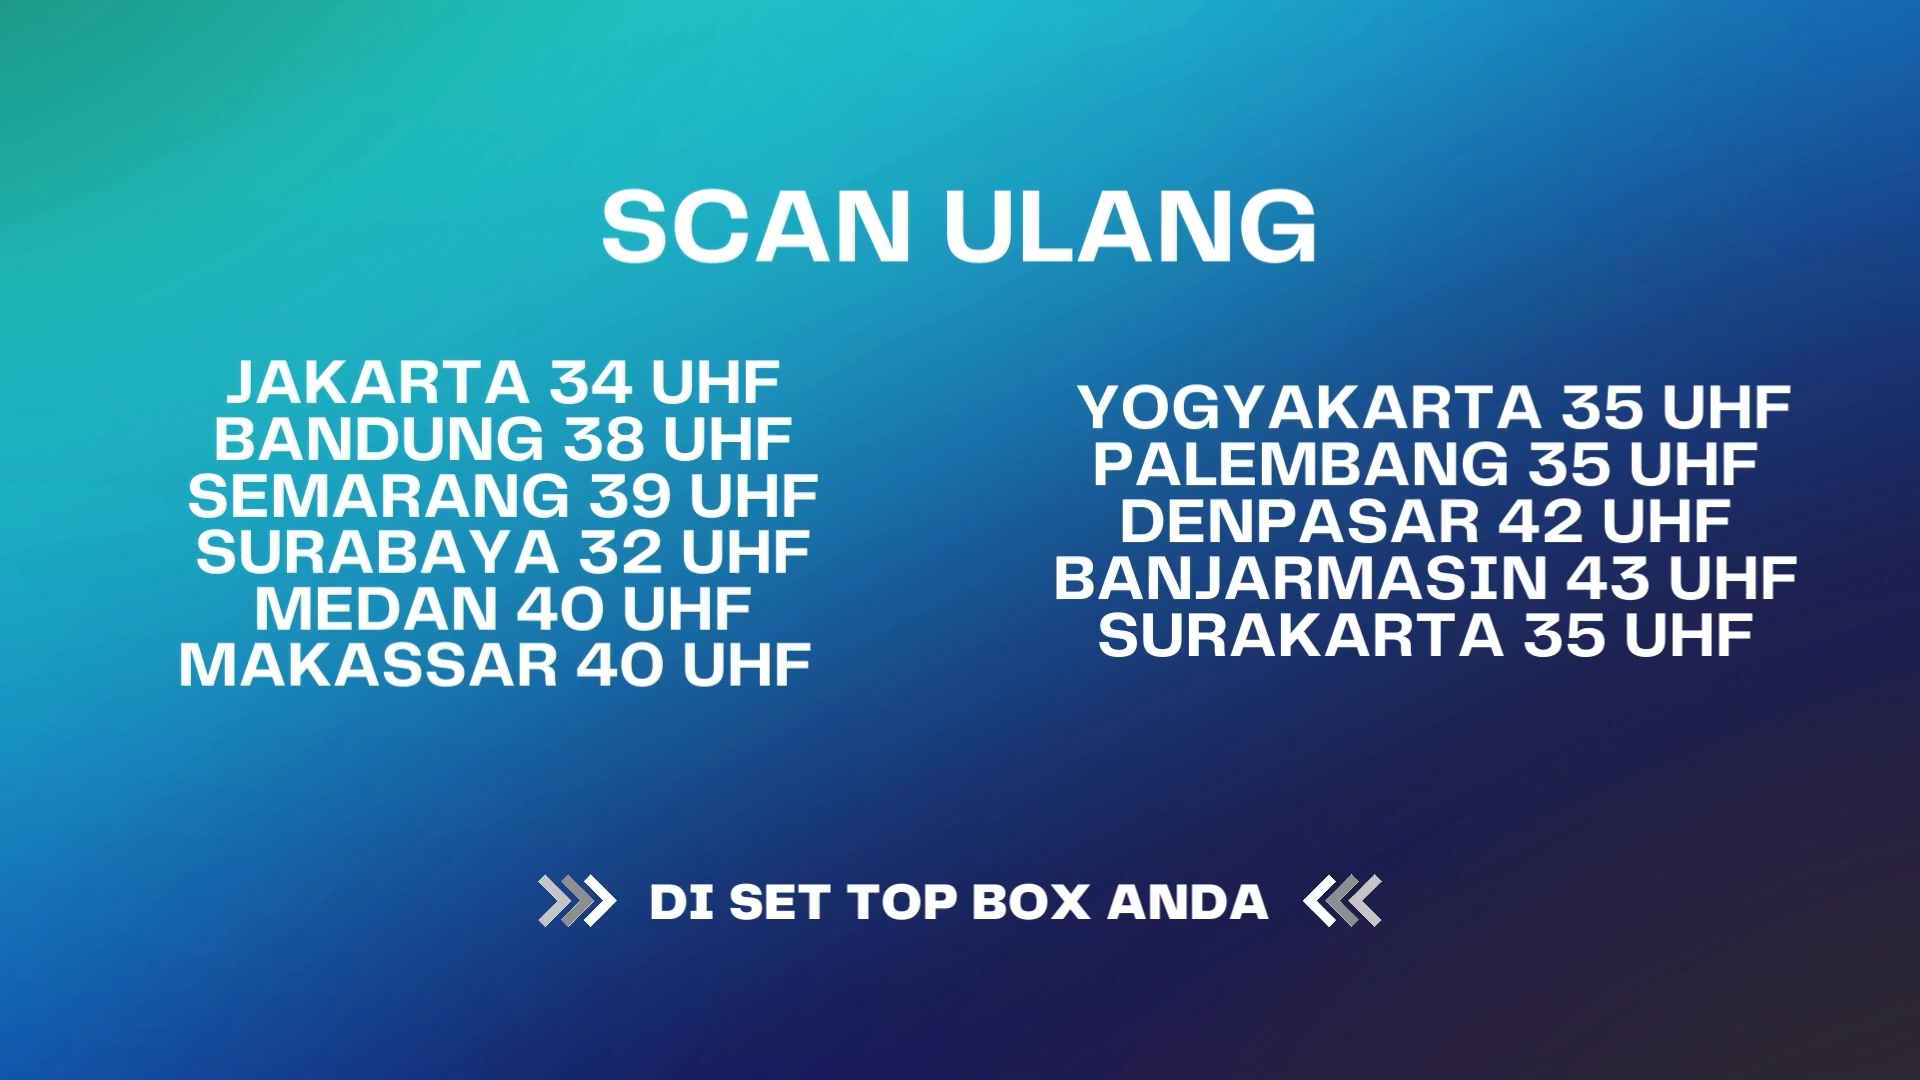 SCAN ULANG
JAKARTA 34 UHF
BANDUNG 38 UHF
SEMARANG 39 UHF
SURABAYA 32 UHF
MEDAN 40 UHF
MAKASSAR 40 UHF
YOGYAKARTA 35 UHF
PALEMBANG 35 UHF
DENPASAR 42 UHF
BANJARMASIN 43 UHF
SURAKARTA 35 UHF
DI SET TOP BOX ANDA